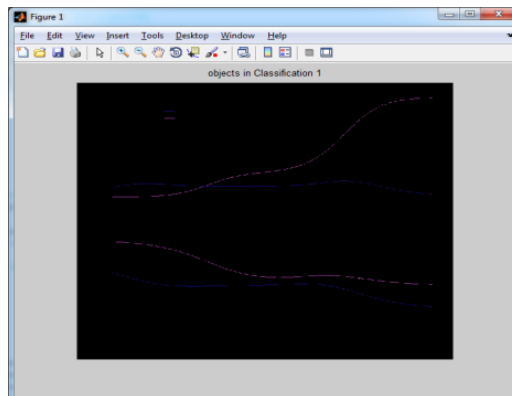 Figure 1
File Edit View Insert Tools Desktop Window Help
objects in Classification 1